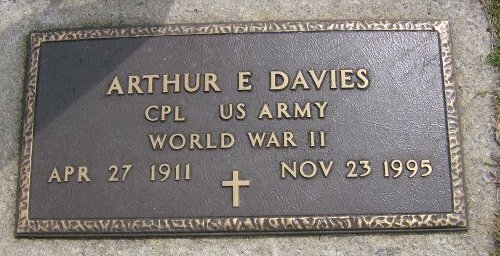 ARTHUR E DAVIES
CPL US ARMY
WORLD WAR II
APR 27 1911 NOV 23 1995